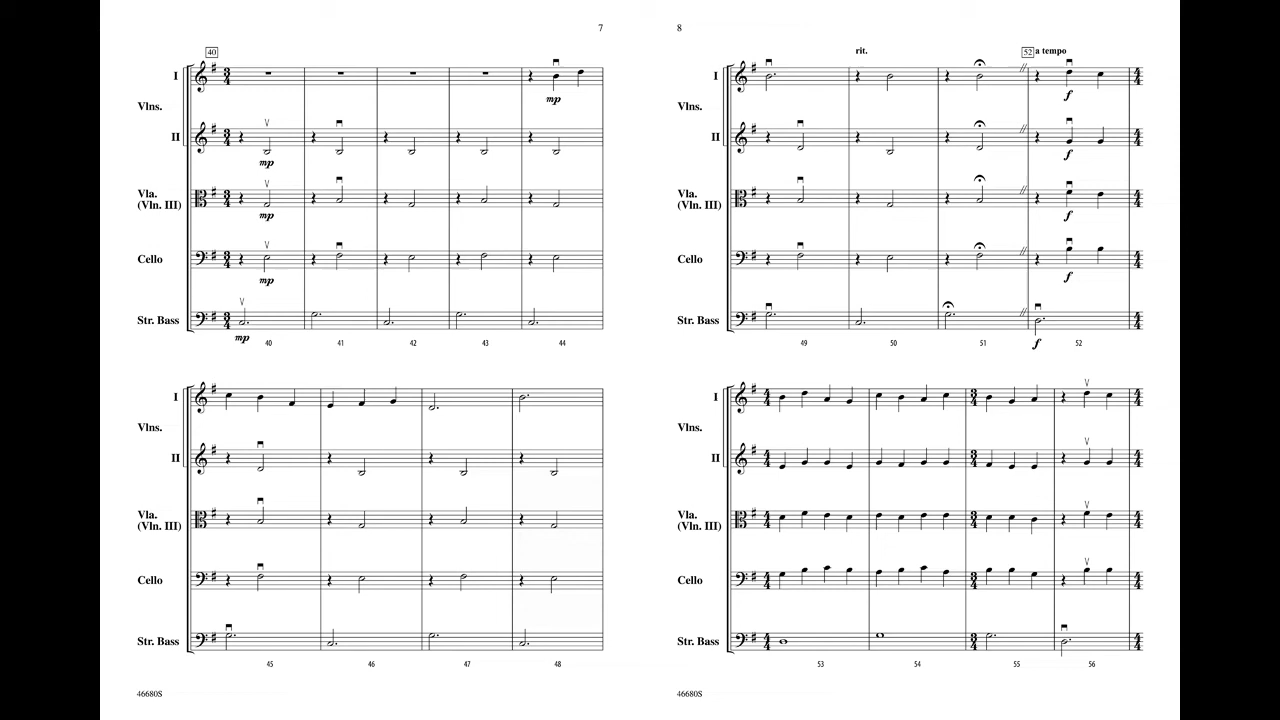 7
40
I
Vlns.
mp
II
mp
Vla.
(Vln. III)
mp
Cello
mp
Str. Bass
mp
40 41 42 43 44
I
Vlns.
II
Vla.
(Vln. III)
Cello
Str. Bass
45 46 47 48
46680S
8
rit. 52 a tempo
I
f
Vlns.
II
f
Vla.
(Vln. III)
f
Cello
f
Str. Bass
f
49 50 51 52
I
Vlns.
II
Vla.
(Vln. III)
Cello
Str. Bass
53 54 55 56
46680S